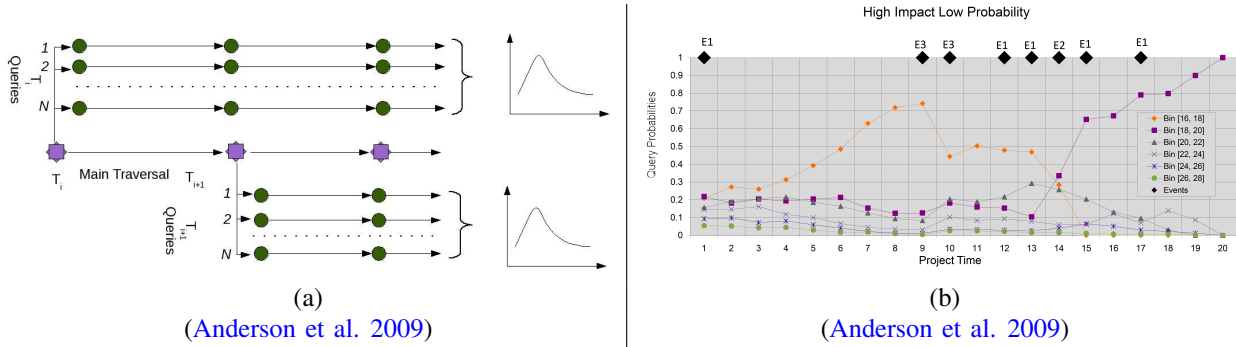 Queries T_i
1
2
N
T_i
Main Traversal
T_{i+1}
Queries T_{i+1}
1
2
N
(a)
(Anderson et al. 2009)
High Impact Low Probability
E1 E3 E3 E1 E1 E2 E1 E1
Query Probabilities
1
0.9
0.8
0.7
0.6
0.5
0.4
0.3
0.2
0.1
0
Bin [16, 18]
Bin [18, 20]
Bin [20, 22]
Bin [22, 24]
Bin [24, 26]
Bin [26, 28]
Events
1 2 3 4 5 6 7 8 9 10 11 12 13 14 15 16 17 18 19 20
Project Time
(b)
(Anderson et al. 2009)